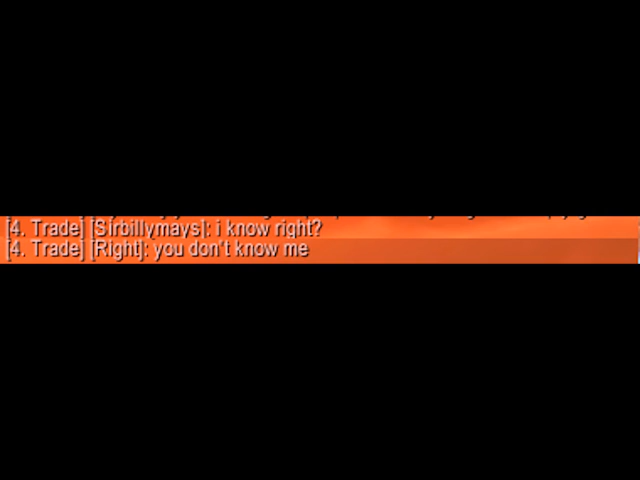 [4. Trade] [Sirbillymays]: i know right?
[4. Trade] [Right]: you don't know me